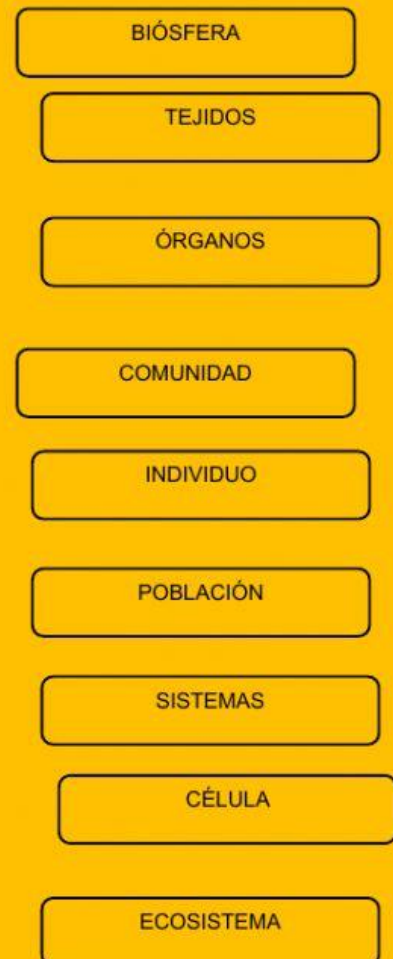 BIÓSFERA
TEJIDOS
ÓRGANOS
COMUNIDAD
INDIVIDUO
POBLACIÓN
SISTEMAS
CÉLULA
ECOSISTEMA